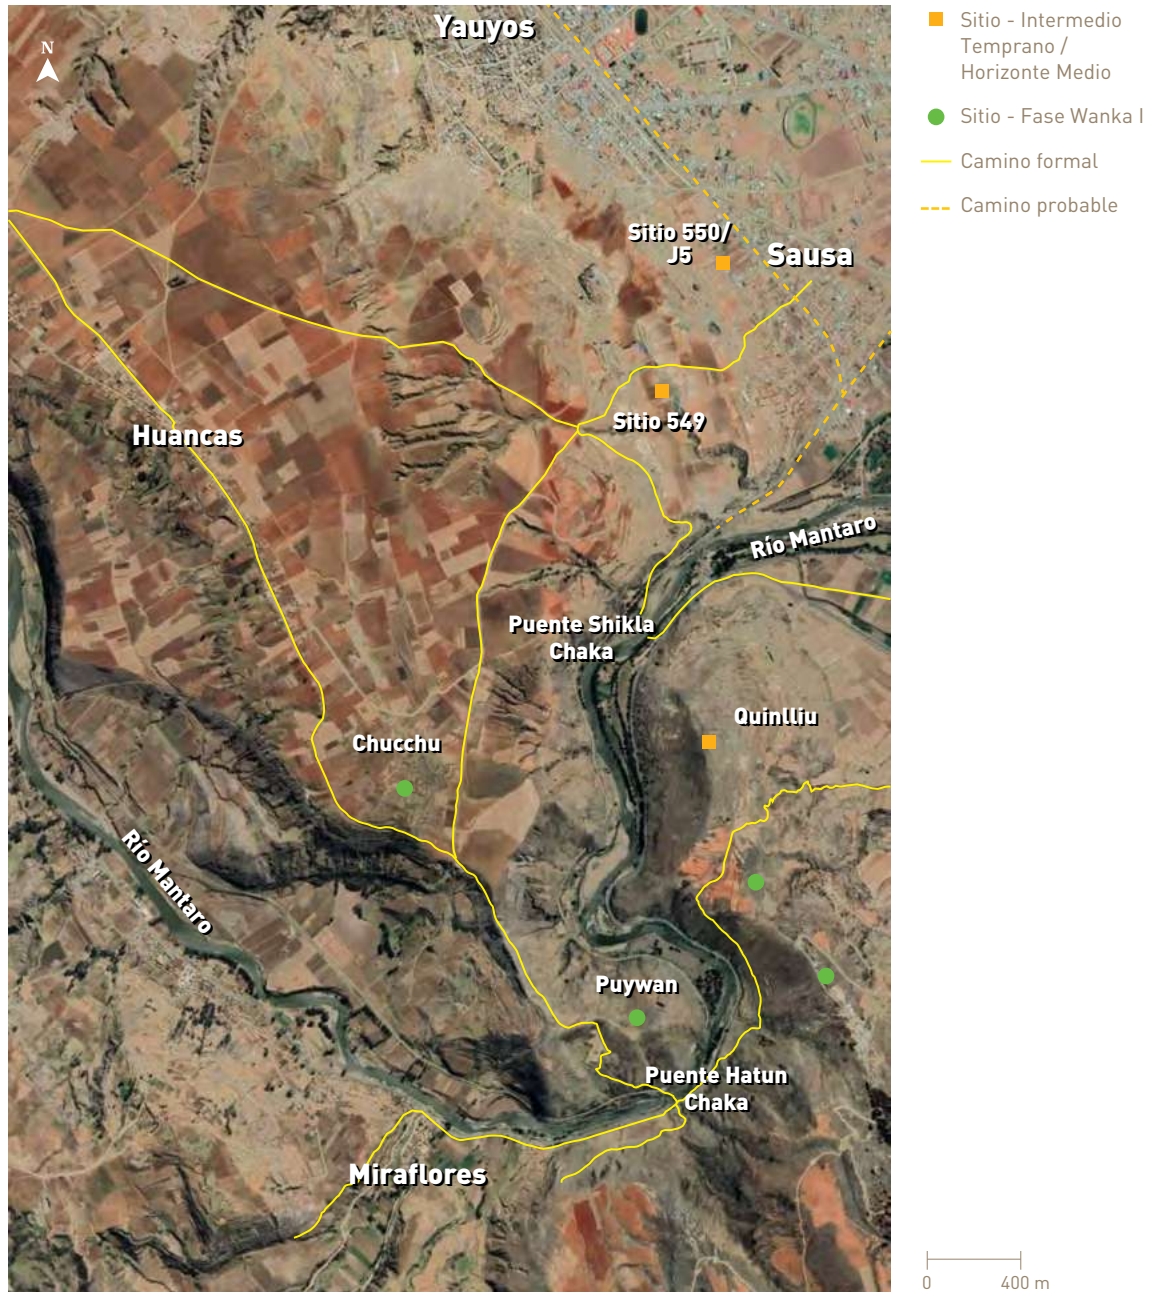 Yauyos
N
Sitio 550/
J5
Sausa
Sitio 549
Huancas
Río Mantaro
Puente Shikla
Chaka
Quinlliu
Chucchu
Río Mantaro
Puywan
Puente Hatun
Chaka
Miraflores
Sitio - Intermedio
Temprano /
Horizonte Medio
Sitio - Fase Wanka I
Camino formal
Camino probable
0 400 m